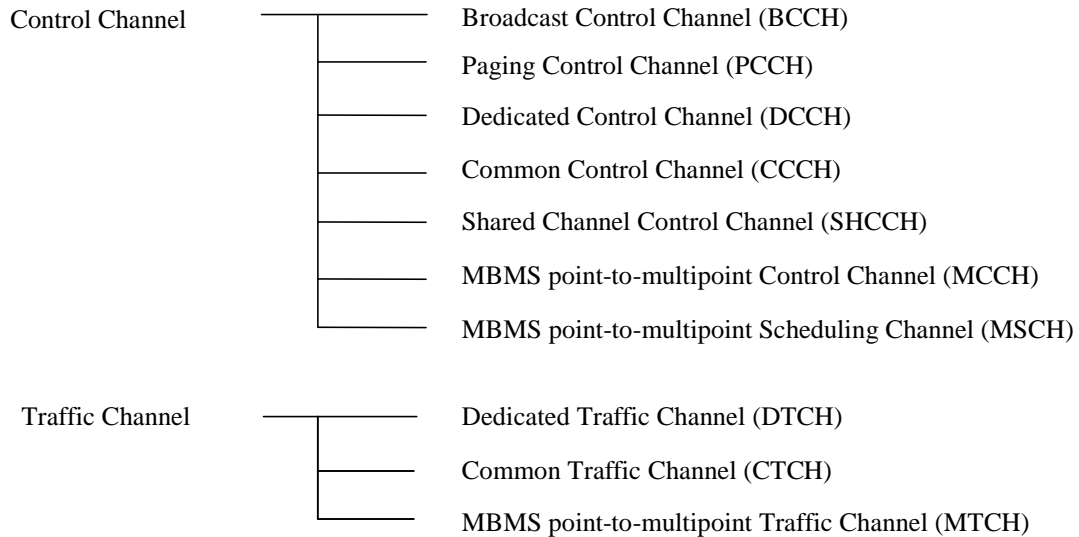 Control Channel
Broadcast Control Channel (BCCH)
Paging Control Channel (PCCH)
Dedicated Control Channel (DCCH)
Common Control Channel (CCCH)
Shared Channel Control Channel (SHCCH)
MBMS point-to-multipoint Control Channel (MCCH)
MBMS point-to-multipoint Scheduling Channel (MSCH)
Traffic Channel
Dedicated Traffic Channel (DTCH)
Common Traffic Channel (CTCH)
MBMS point-to-multipoint Traffic Channel (MTCH)